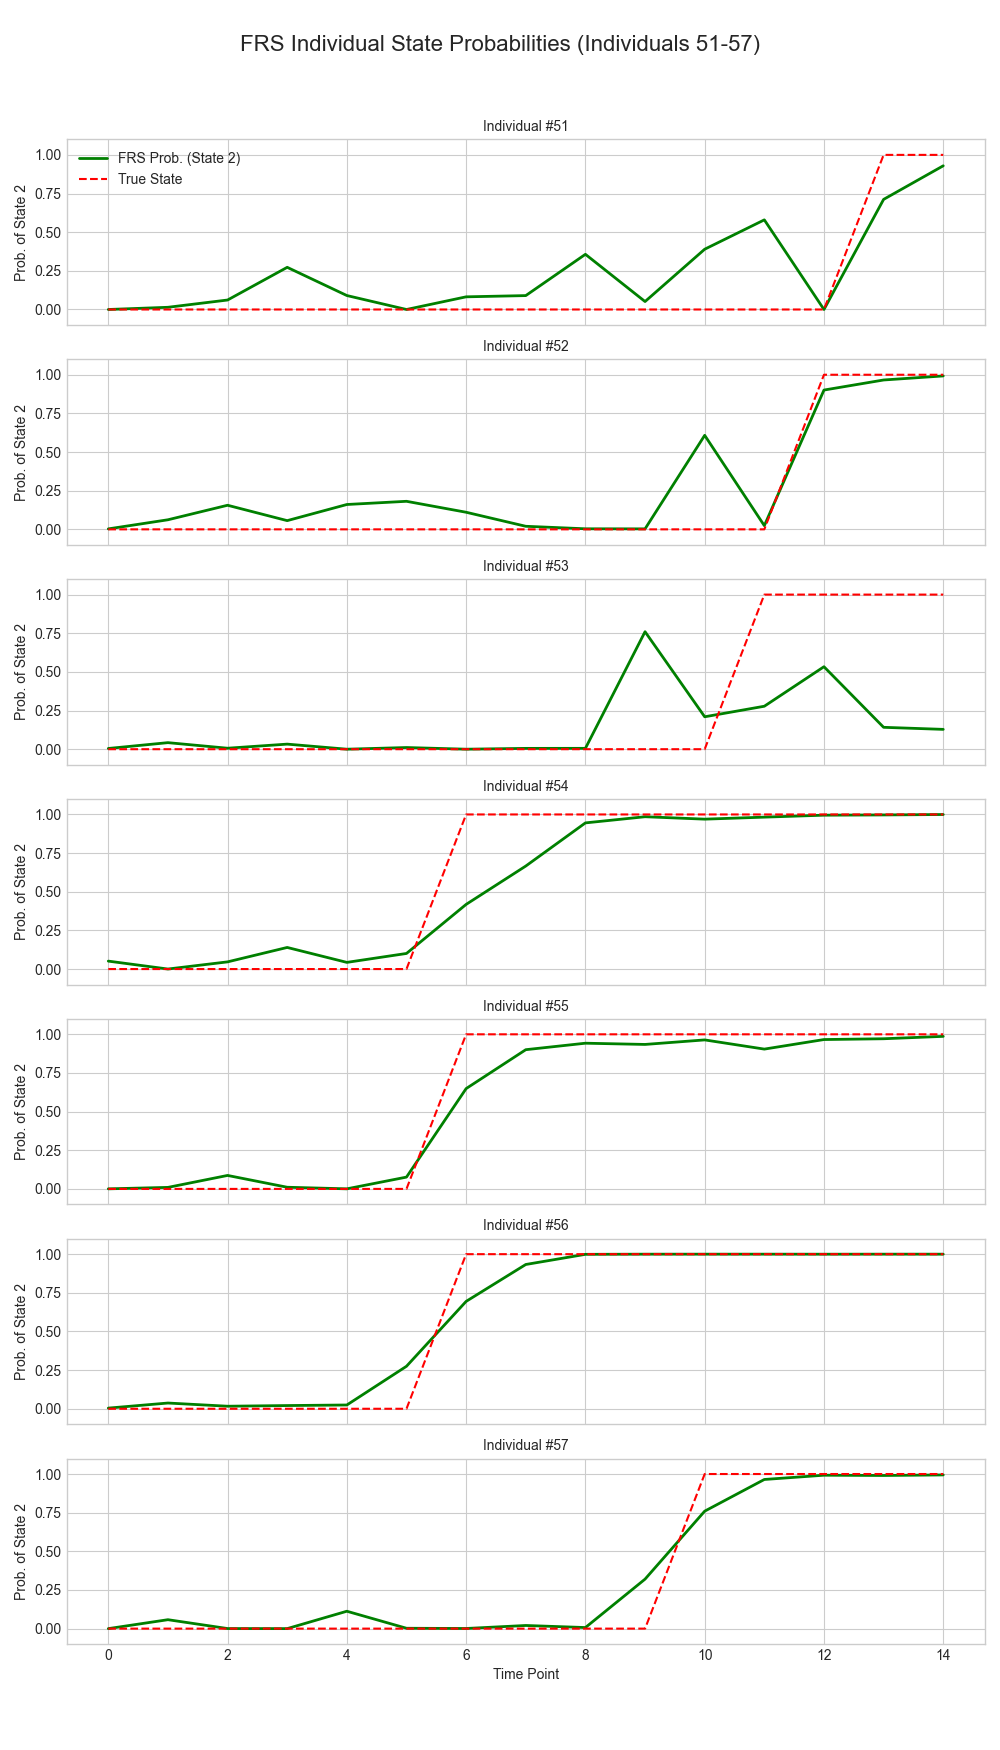 FRS Individual State Probabilities (Individuals 51-57)
Individual #51
FRS Prob. (State 2)
True State
1.00
0.75
0.50
0.25
0.00
Prob. of State 2
Individual #52
1.00
0.75
0.50
0.25
0.00
Prob. of State 2
Individual #53
1.00
0.75
0.50
0.25
0.00
Prob. of State 2
Individual #54
1.00
0.75
0.50
0.25
0.00
Prob. of State 2
Individual #55
1.00
0.75
0.50
0.25
0.00
Prob. of State 2
Individual #56
1.00
0.75
0.50
0.25
0.00
Prob. of State 2
Individual #57
1.00
0.75
0.50
0.25
0.00
Prob. of State 2
0 2 4 6 8 10 12 14
Time Point